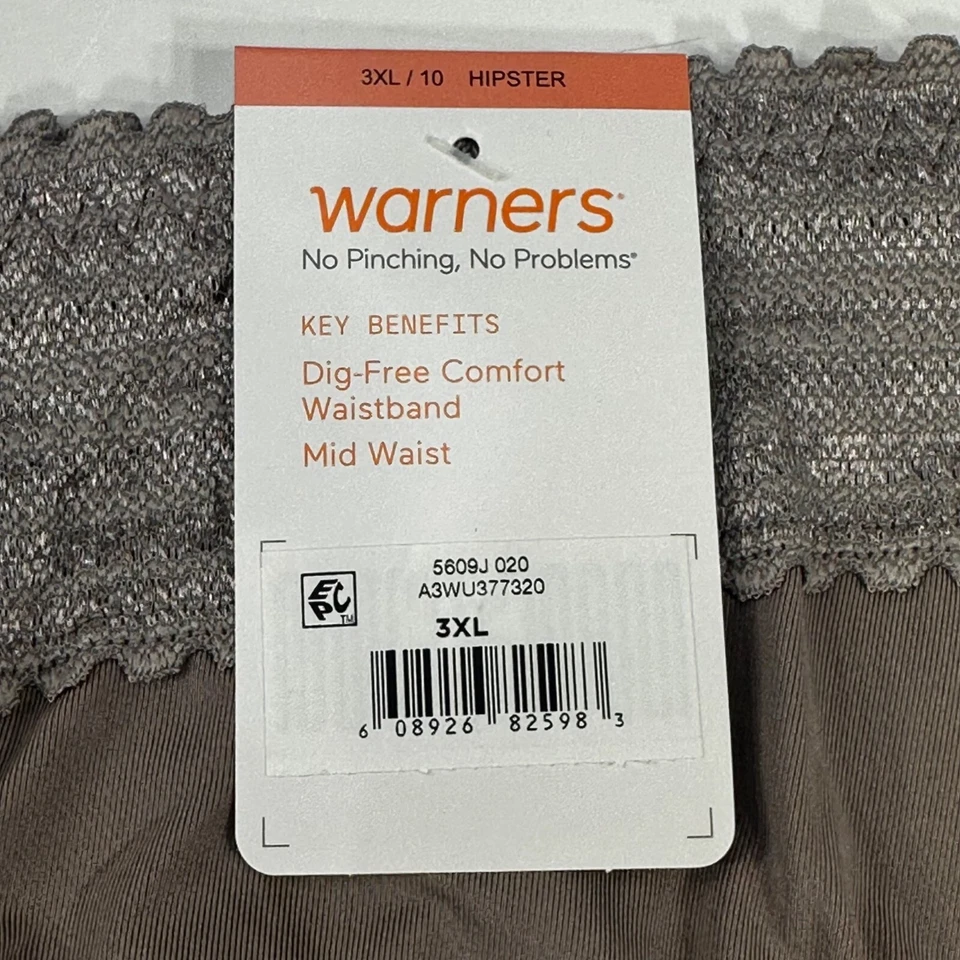 3XL / 10 HIPSTER
warners®
No Pinching, No Problems®
KEY BENEFITS
Dig-Free Comfort
Waistband
Mid Waist
5609J 020
A3WU377320
EPC™
3XL
6 08926 82598 3